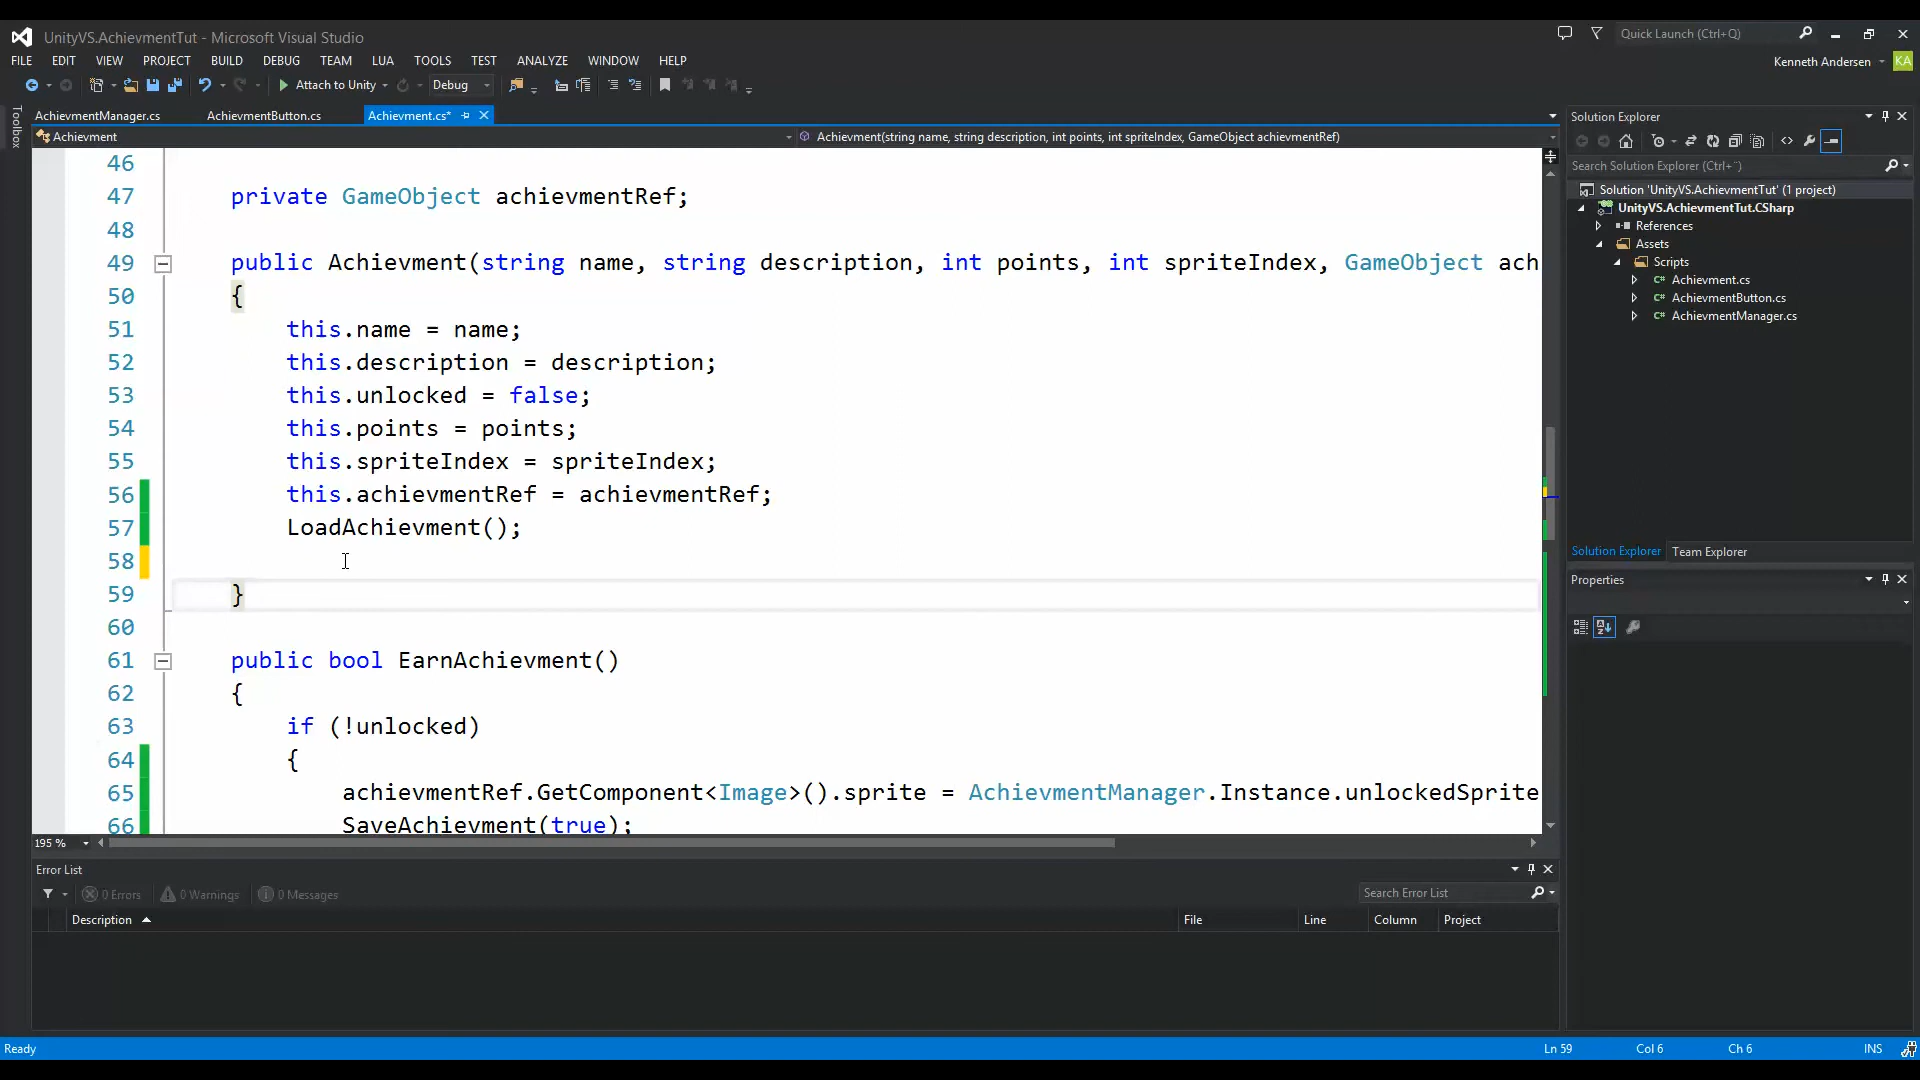 UnityVS.AchievmentTut - Microsoft Visual Studio
Quick Launch (Ctrl+Q)
FILE EDIT VIEW PROJECT BUILD DEBUG TEAM LUA TOOLS TEST ANALYZE WINDOW HELP
Kenneth Andersen KA
Attach to Unity Debug
Toolbox
AchievmentManager.cs AchievmentButton.cs Achievment.cs*
Achievment Achievment(string name, string description, int points, int spriteIndex, GameObject achievmentRef)
46
47 private GameObject achievmentRef;
48
49 public Achievment(string name, string description, int points, int spriteIndex, GameObject ach
50 {
51 this.name = name;
52 this.description = description;
53 this.unlocked = false;
54 this.points = points;
55 this.spriteIndex = spriteIndex;
56 this.achievmentRef = achievmentRef;
57 LoadAchievment();
58
59 }
60
61 public bool EarnAchievment()
62 {
63 if (!unlocked)
64 {
65 achievmentRef.GetComponent<Image>().sprite = AchievmentManager.Instance.unlockedSprite
66 SaveAchievment(true);
195 %
Error List
0 Errors 0 Warnings 0 Messages
Search Error List
Description File Line Column Project
Solution Explorer
Search Solution Explorer (Ctrl+¨)
Solution 'UnityVS.AchievmentTut' (1 project)
UnityVS.AchievmentTut.CSharp
References
Assets
Scripts
C# Achievment.cs
C# AchievmentButton.cs
C# AchievmentManager.cs
Solution Explorer Team Explorer
Properties
Ready Ln 59 Col 6 Ch 6 INS